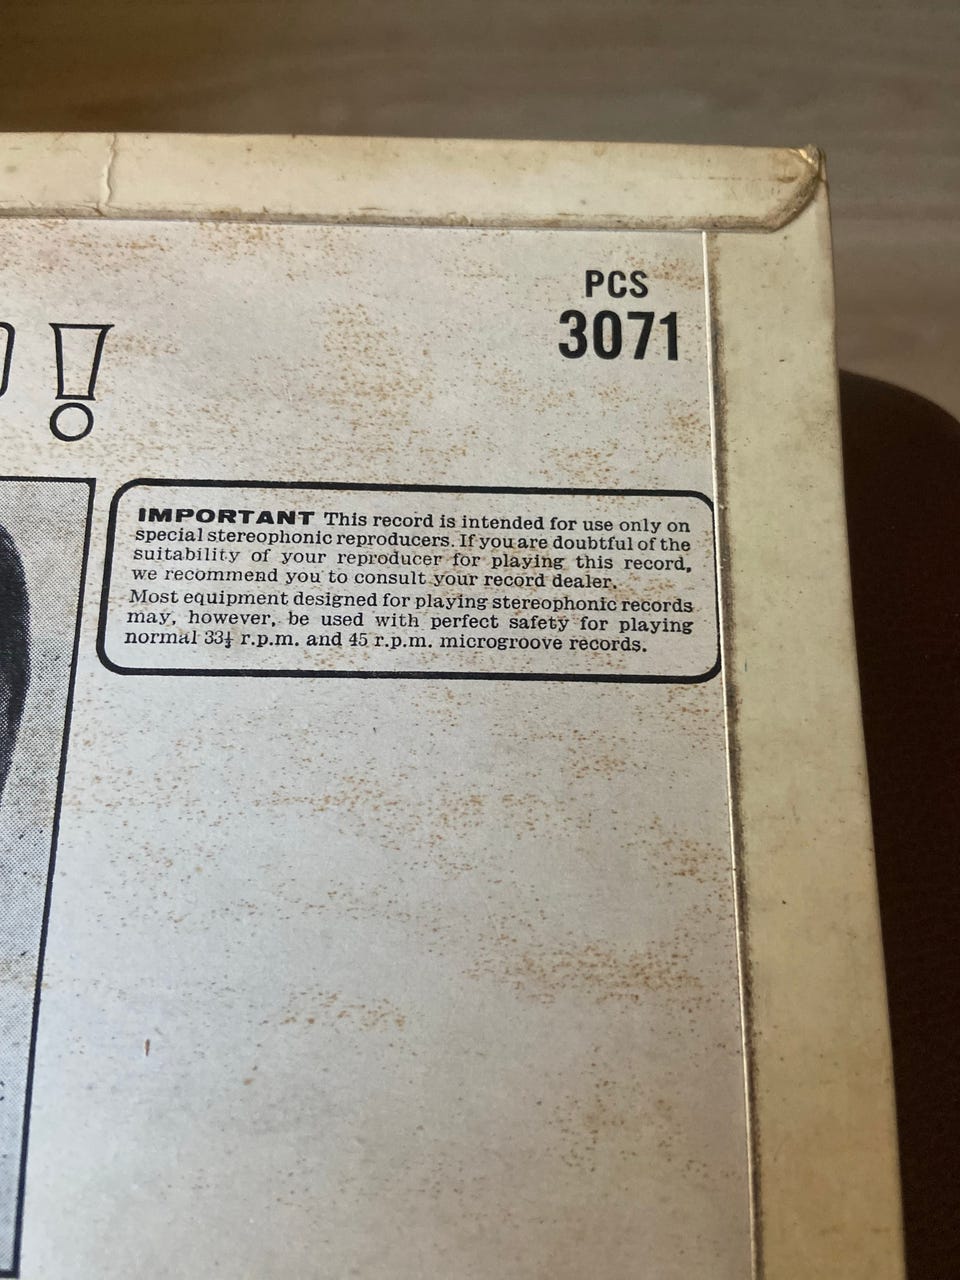 PCS
3071
!
IMPORTANT This record is intended for use only on
special stereophonic reproducers. If you are doubtful of the
suitability of your reproducer for playing this record,
we recommend you to consult your record dealer.
Most equipment designed for playing stereophonic records
may, however, be used with perfect safety for playing
normal 33⅓ r.p.m. and 45 r.p.m. microgroove records.